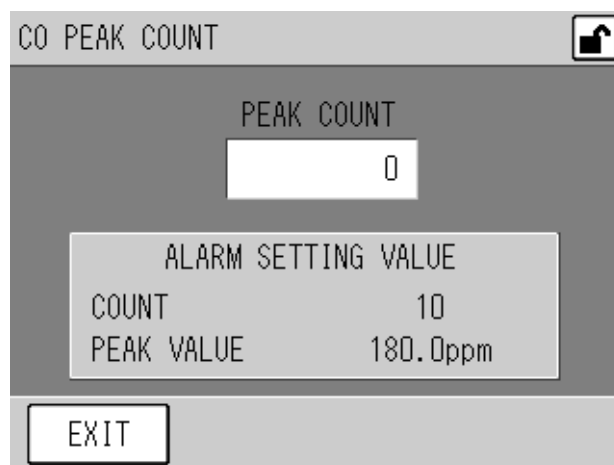 CO PEAK COUNT
PEAK COUNT
0
ALARM SETTING VALUE
COUNT 10
PEAK VALUE 180.0ppm
EXIT